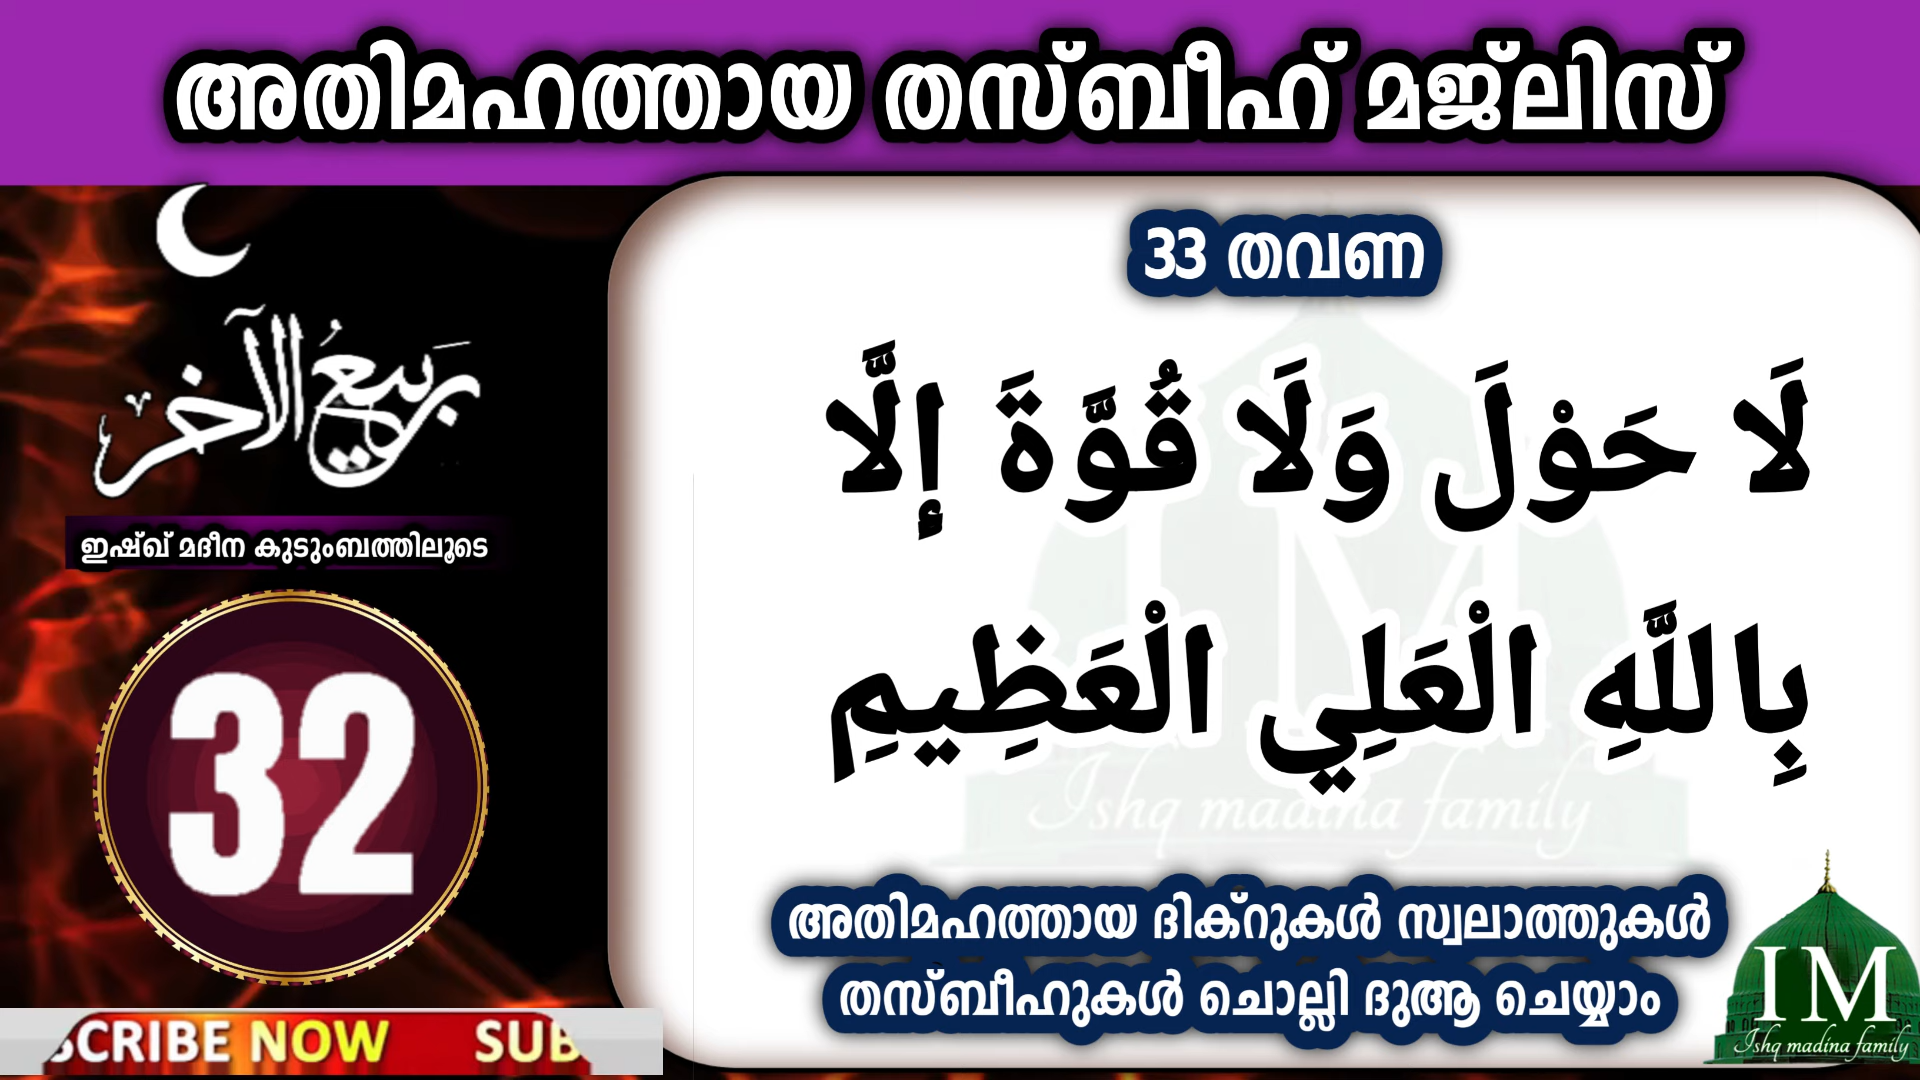 അതിമഹത്തായ തസ്ബീഹ് മജ്ലിസ്
ربيع الآخر
ഇഷ്ഖ് മദീന കുടുംബത്തിലൂടെ
32
CRIBE NOW SUB
33 തവണ
لَا حَوْلَ وَلَا قُوَّةَ إِلَّا
بِاللَّهِ الْعَلِي الْعَظِيمِ
Ishq madina family
അതിമഹത്തായ ദിക്റുകൾ സ്വലാത്തുകൾ
തസ്ബീഹുകൾ ചൊല്ലി ദുആ ചെയ്യാം
IM
Ishq madina family